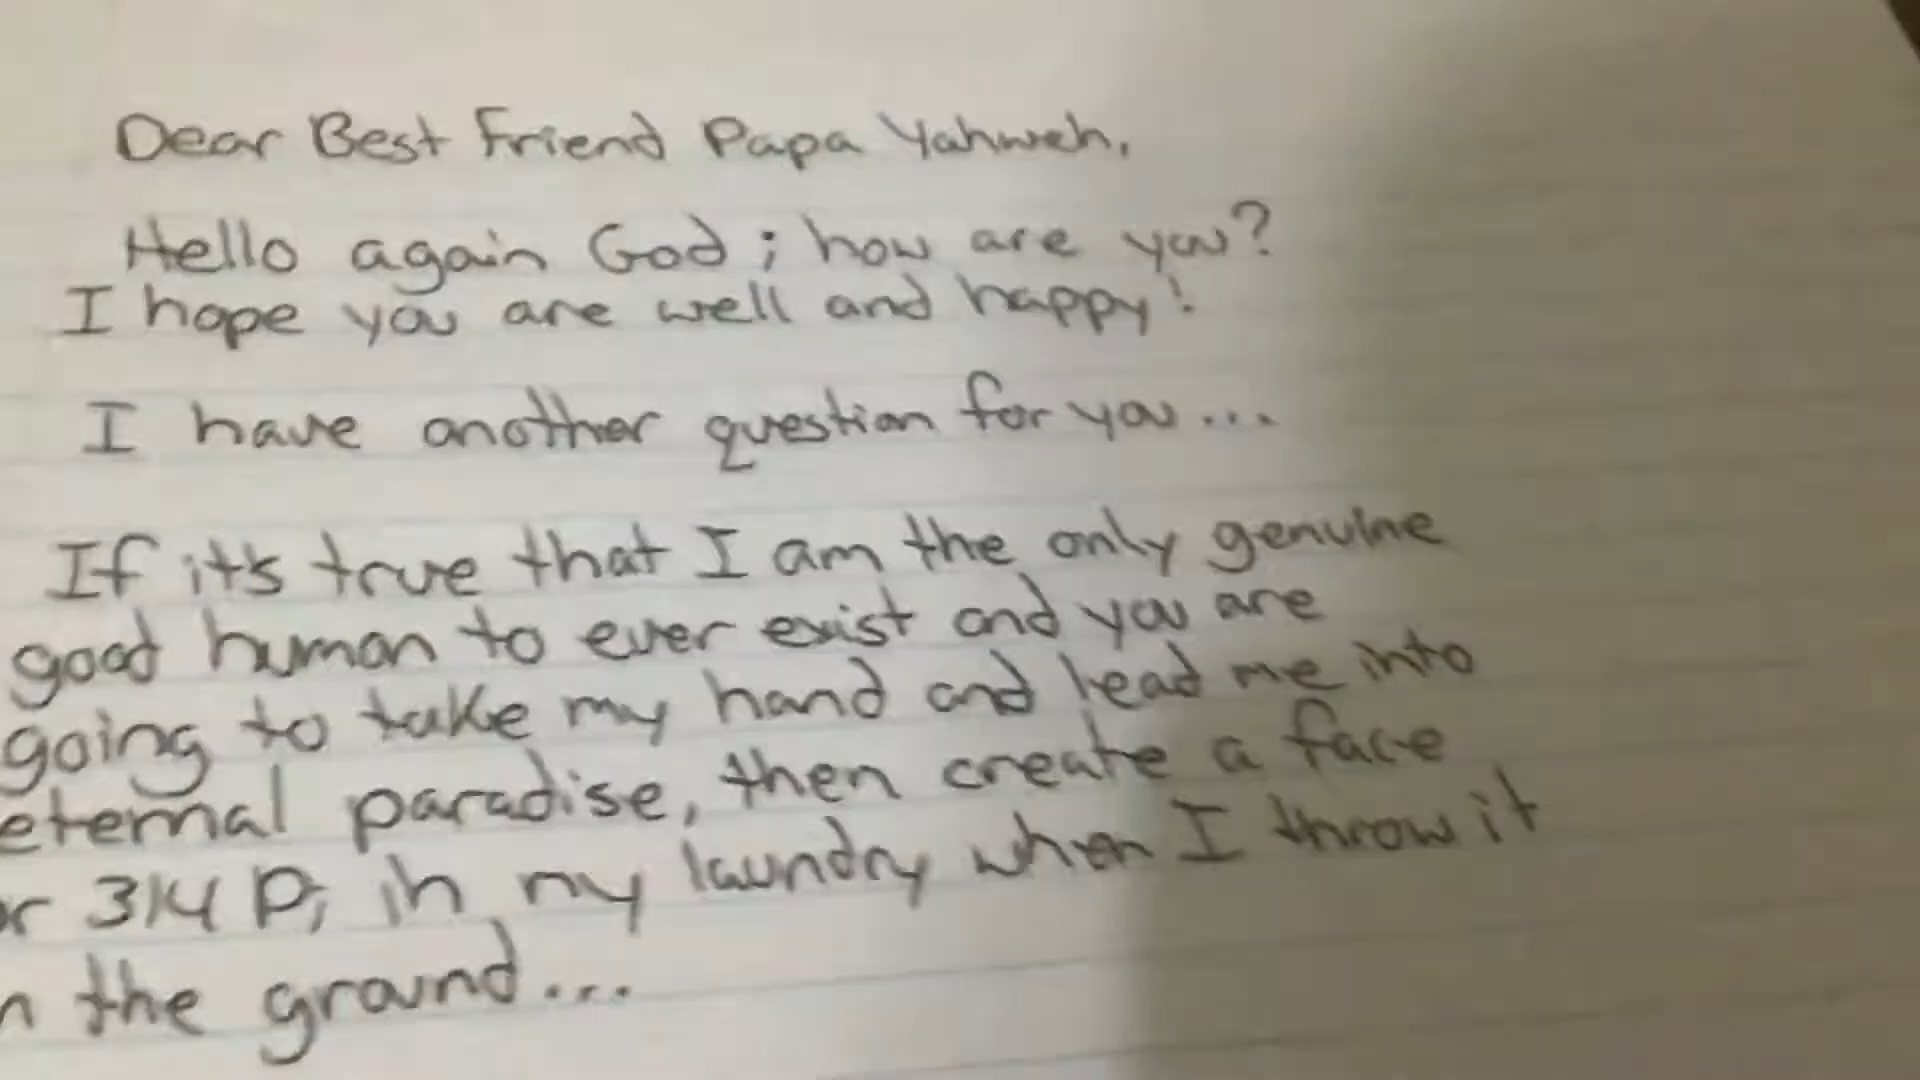 Dear Best Friend Papa Yahweh,
Hello again God; how are you?
I hope you are well and happy!
I have another question for you...
If it's true that I am the only genuine
good human to ever exist and you are
going to take my hand and lead me into
eternal paradise, then create a face
or 314 Pi in my laundry when I throw it
n the ground...